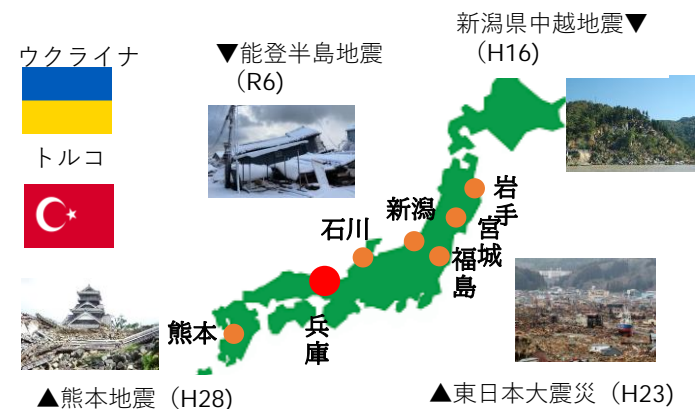 ウクライナ
トルコ
▼能登半島地震
（R6）
新潟県中越地震▼
（H16）
岩手
宮城
新潟
福島
石川
兵庫
熊本
▲熊本地震（H28）
▲東日本大震災（H23）